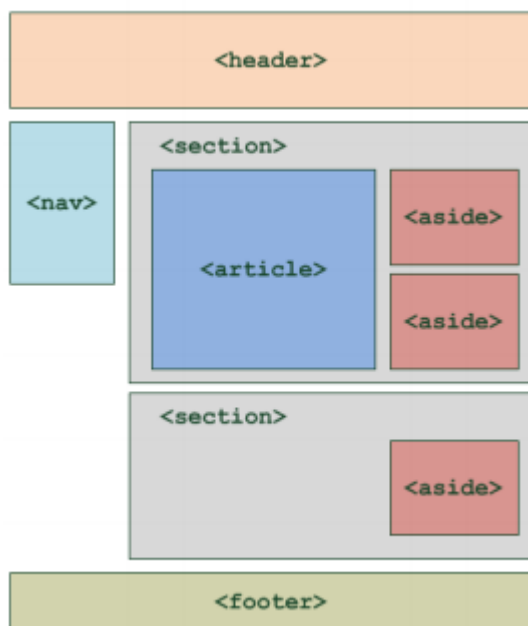 <header>
<nav>
<section>
<article>
<aside>
<aside>
<section>
<aside>
<footer>